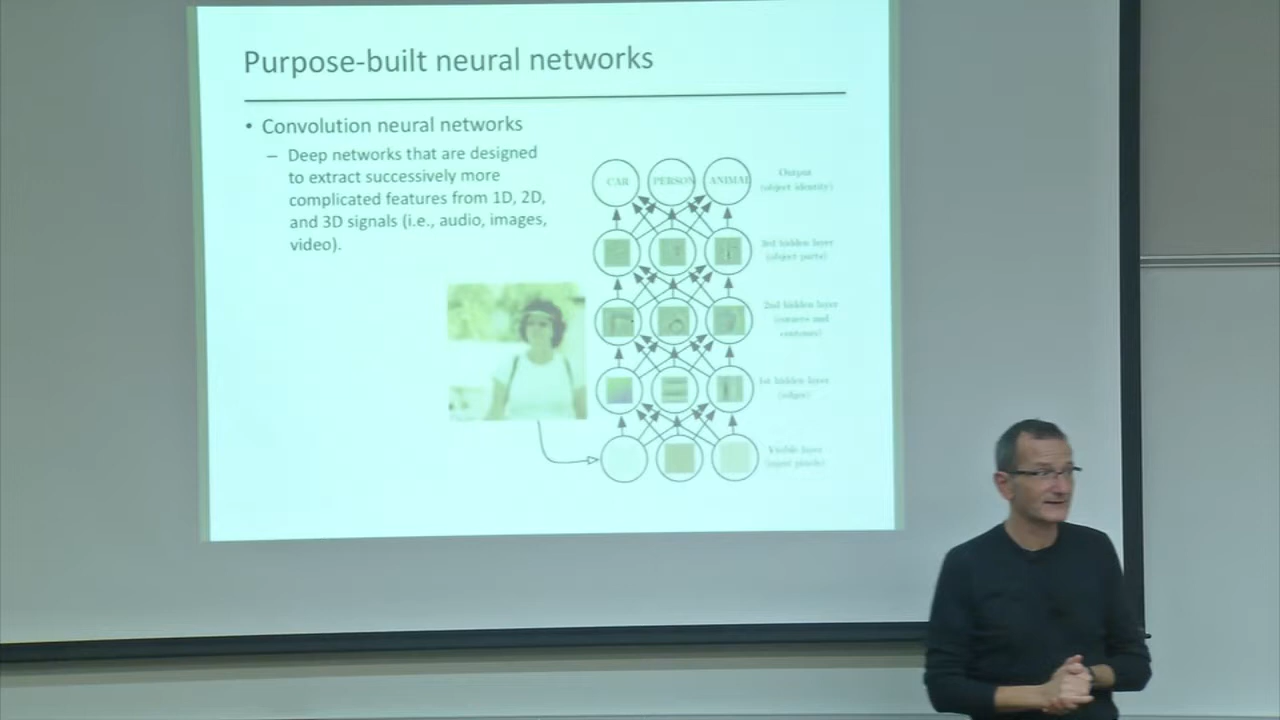 Purpose-built neural networks
• Convolution neural networks
– Deep networks that are designed
to extract successively more
complicated features from 1D, 2D,
and 3D signals (i.e., audio, images,
video).
CAR PERSON ANIMAL
Output
(object identity)
3rd hidden layer
(object parts)
2nd hidden layer
(corners and
contours)
1st hidden layer
(edges)
Visible layer
(input pixels)